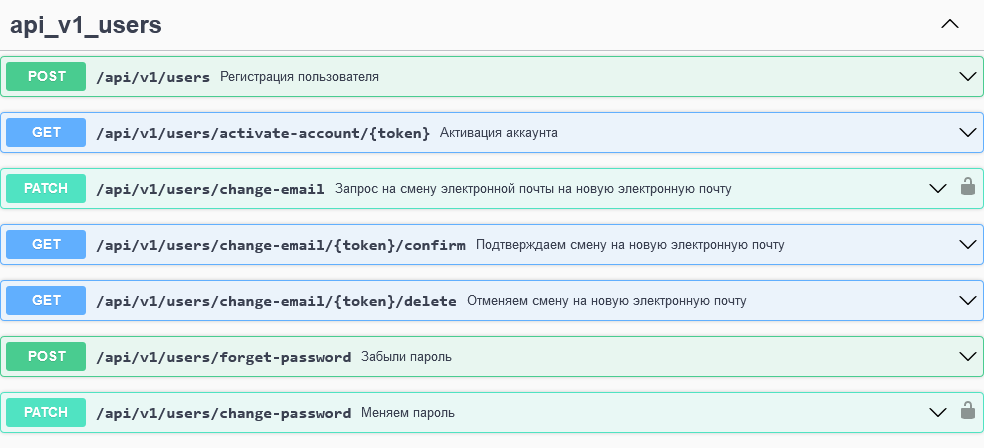 api_v1_users
POST /api/v1/users Регистрация пользователя
GET /api/v1/users/activate-account/{token} Активация аккаунта
PATCH /api/v1/users/change-email Запрос на смену электронной почты на новую электронную почту
GET /api/v1/users/change-email/{token}/confirm Подтверждаем смену на новую электронную почту
GET /api/v1/users/change-email/{token}/delete Отменяем смену на новую электронную почту
POST /api/v1/users/forget-password Забыли пароль
PATCH /api/v1/users/change-password Меняем пароль